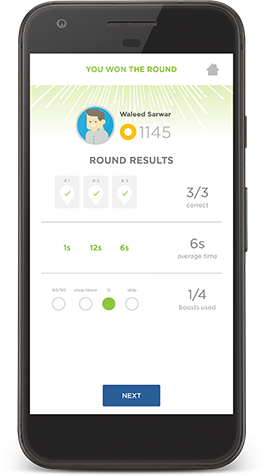 YOU WON THE ROUND
Waleed Sarwar
1145
ROUND RESULTS
# 1 # 2 # 3
3/3
correct
1s 12s 6s
6s
average time
50/50 stop timer % skip
1/4
boosts used
NEXT